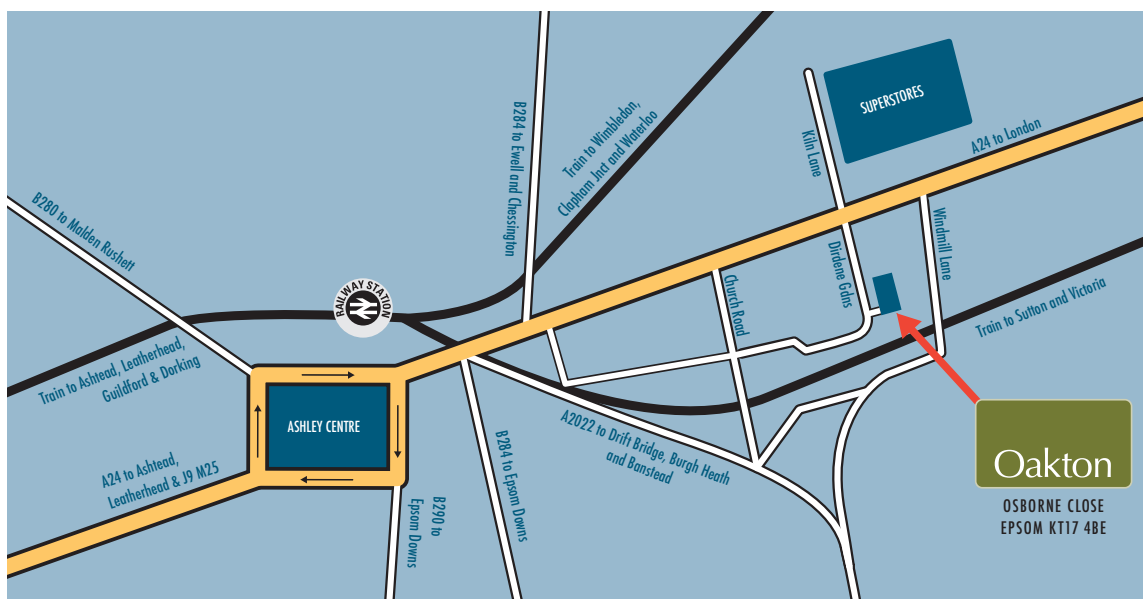 SUPERSTORES
A24 to London
Kiln Lane
B284 to Ewell and Chessington
Train to Wimbledon,
Clapham Jnct and Waterloo
B280 to Malden Rushett
Windmill Lane
Dirdene Gdns
Church Road
RAILWAY STATION
Train to Sutton and Victoria
Train to Ashtead, Leatherhead,
Guildford & Dorking
ASHLEY CENTRE
A24 to Ashtead,
Leatherhead & J9 M25
B290 to
Epsom Downs
B284 to Epsom Downs
A2022 to Drift Bridge, Burgh Heath
and Banstead
Oakton
OSBORNE CLOSE
EPSOM KT17 4BE